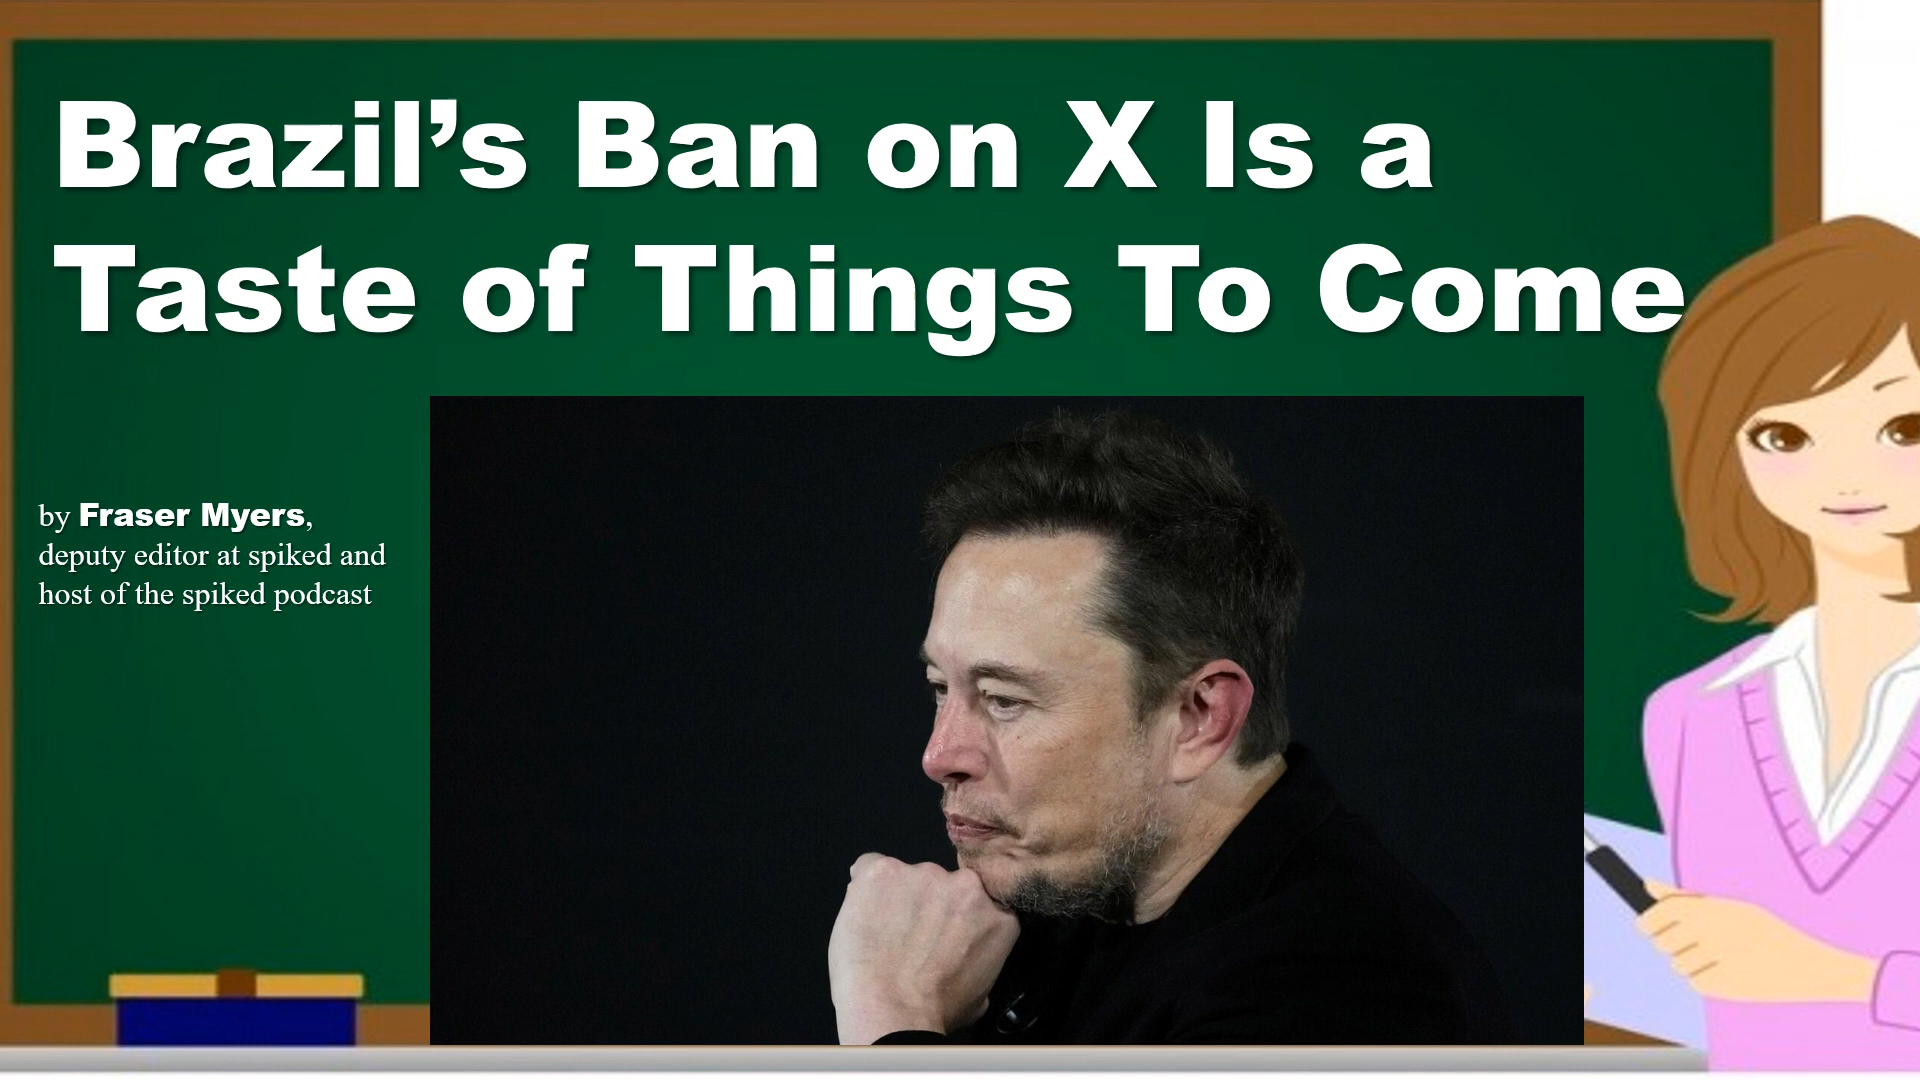 Brazil’s Ban on X Is a
Taste of Things To Come
by Fraser Myers,
deputy editor at spiked and
host of the spiked podcast